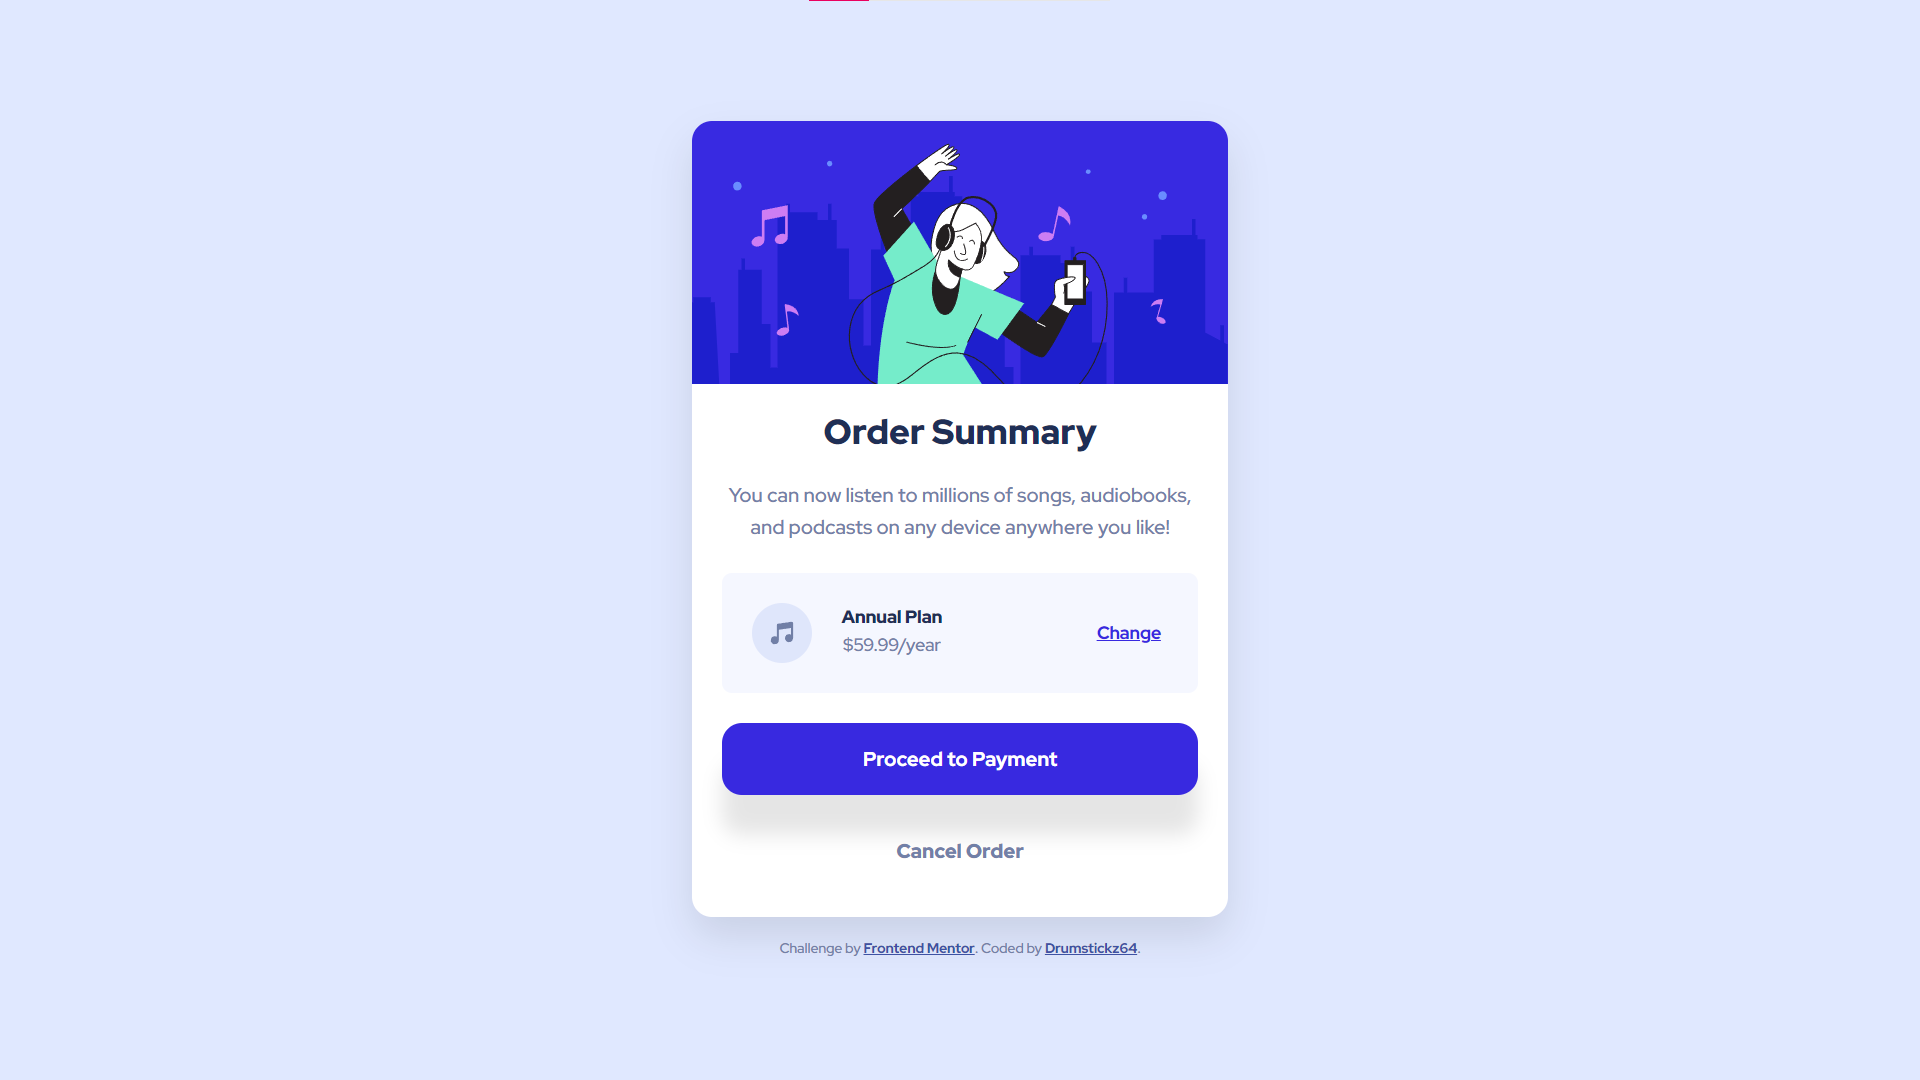 Order Summary
You can now listen to millions of songs, audiobooks,
and podcasts on any device anywhere you like!
Annual Plan
$59.99/year
Change
Proceed to Payment
Cancel Order
Challenge by Frontend Mentor. Coded by Drumstickz64.